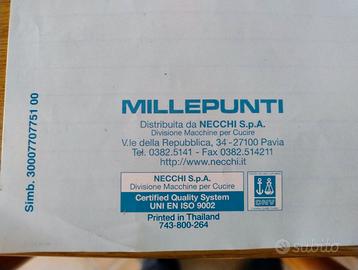 MILLEPUNTI
Distribuita da NECCHI S.p.A.
Divisione Macchine per Cucire
V.le della Repubblica, 34 - 27100 Pavia
Tel. 0382.5141 - Fax 0382.514211
http://www.necchi.it
NECCHI S.p.A.
Divisione Macchine per Cucire
Certified Quality System
UNI EN ISO 9002
DNV
Printed in Thailand
743-800-264
Simb. 300077077751 00
subito